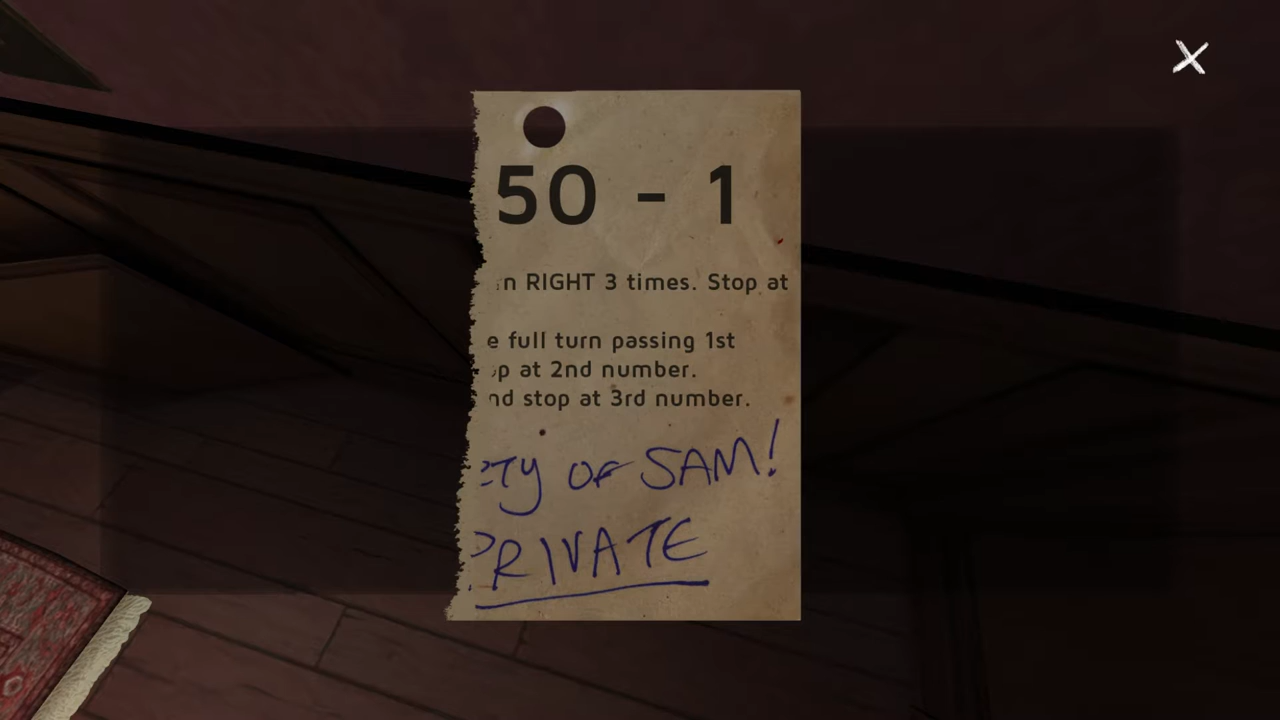 50 - 1
n RIGHT 3 times. Stop at
e full turn passing 1st
p at 2nd number.
nd stop at 3rd number.
TY OF SAM!
PRIVATE